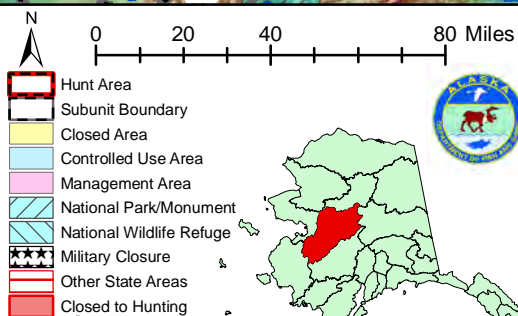 N
0 20 40 80 Miles
Hunt Area
Subunit Boundary
Closed Area
Controlled Use Area
Management Area
National Park/Monument
National Wildlife Refuge
Military Closure
Other State Areas
Closed to Hunting
ALASKA